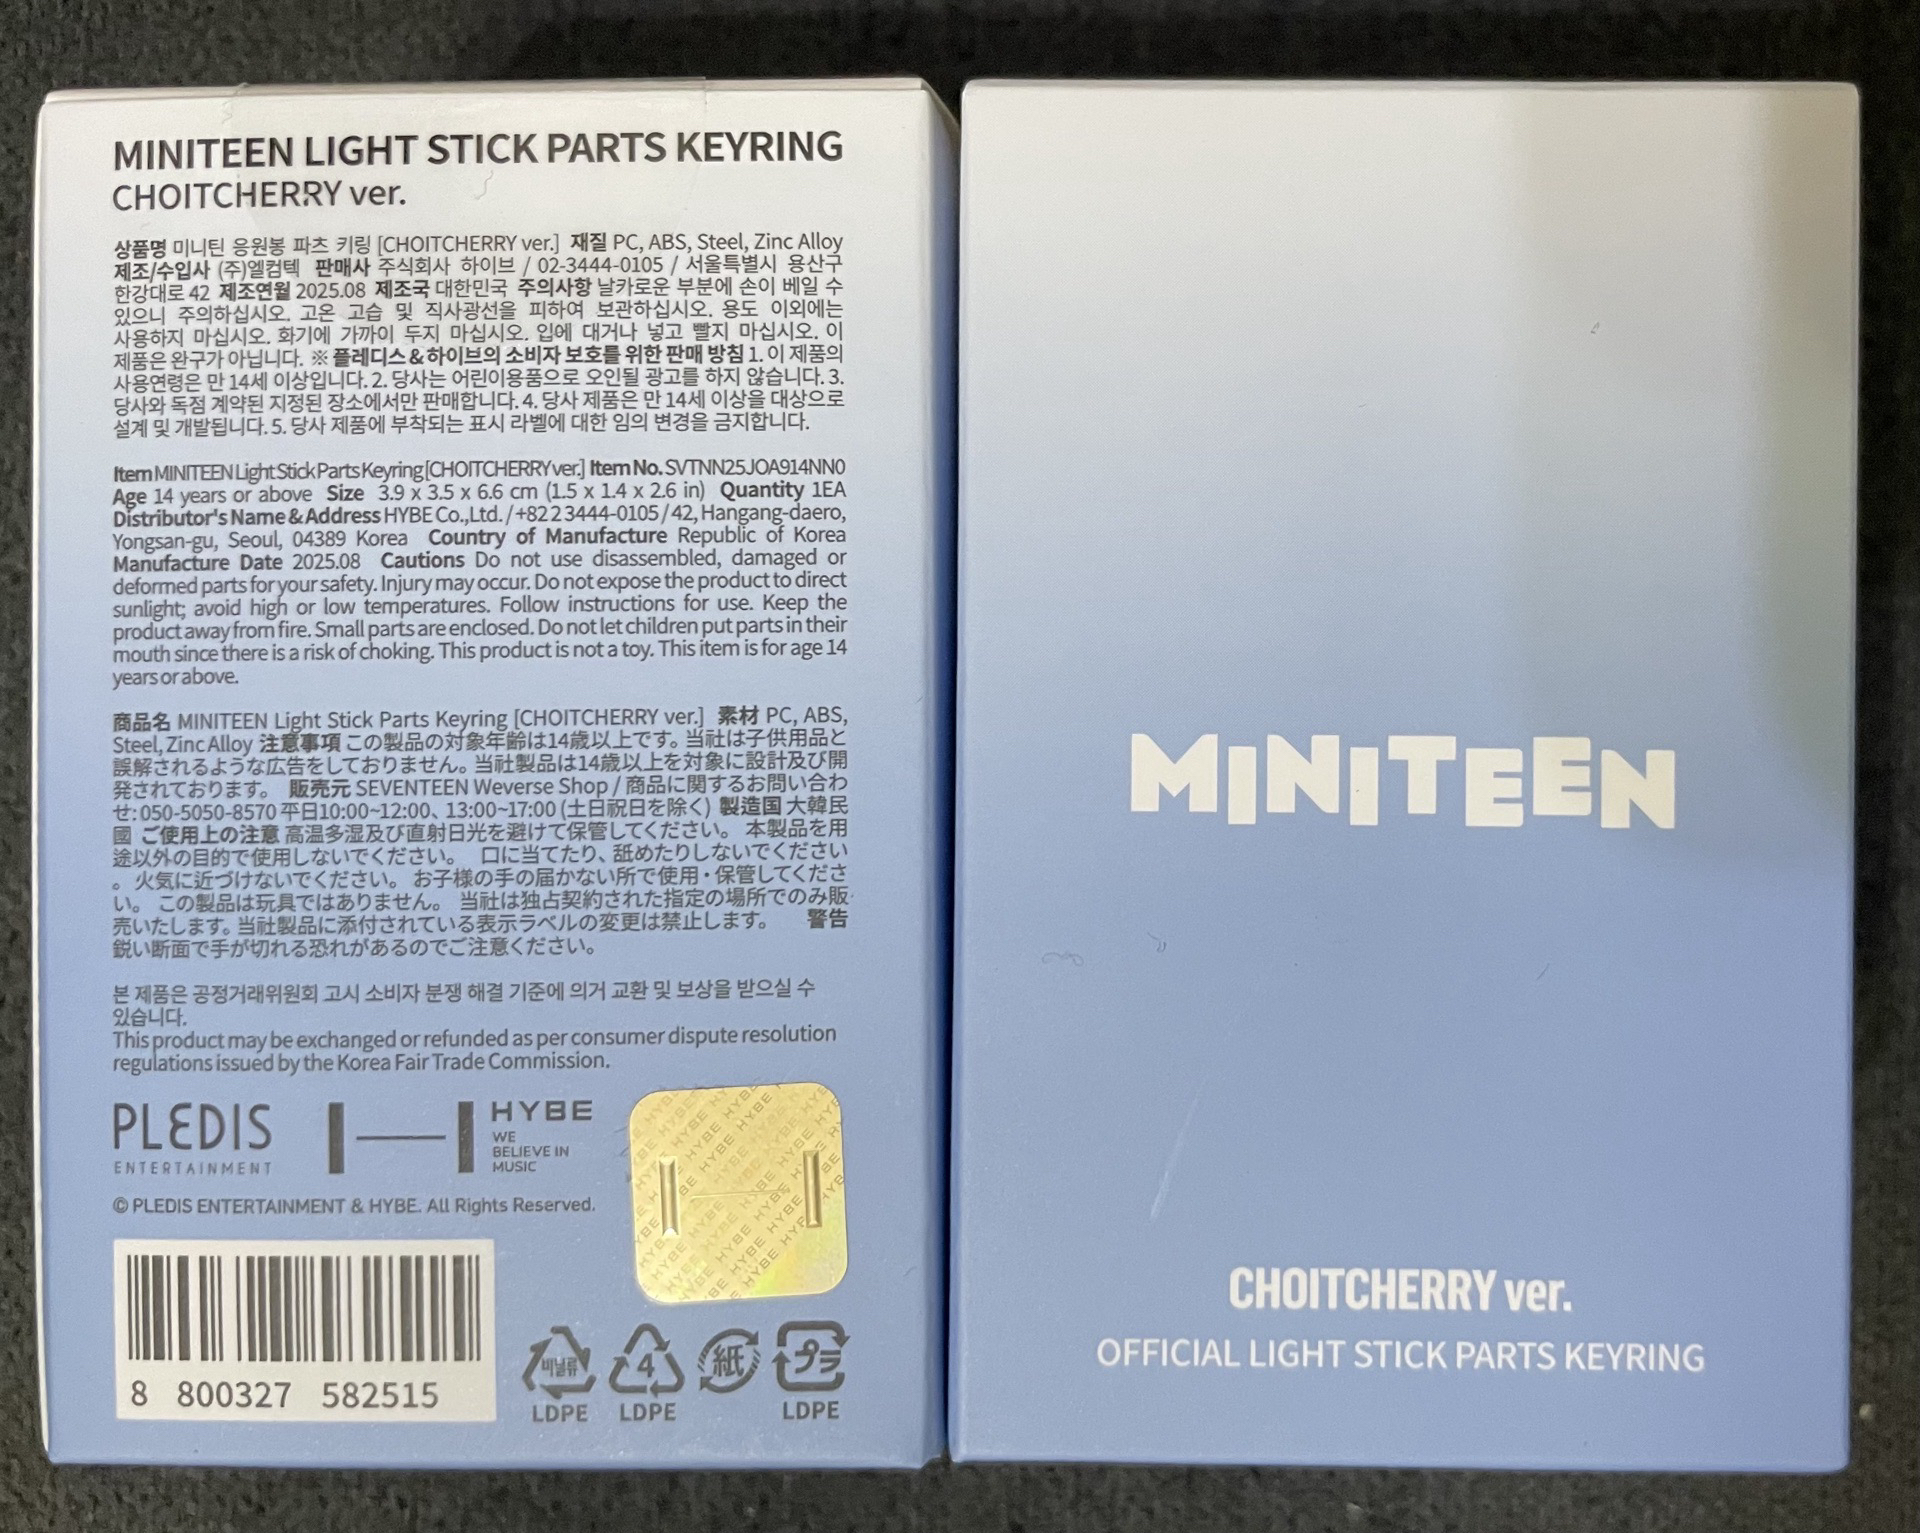 MINITEEN LIGHT STICK PARTS KEYRING
CHOITCHERRY ver.
상품명 미니틴 응원봉 파츠 키링 [CHOITCHERRY ver.] 재질 PC, ABS, Steel, Zinc Alloy
제조/수입사 (주)엘컴텍 판매사 주식회사 하이브 / 02-3444-0105 / 서울특별시 용산구
한강대로 42 제조연월 2025.08 제조국 대한민국 주의사항 날카로운 부분에 손이 베일 수
있으니 주의하십시오. 고온 고습 및 직사광선을 피하여 보관하십시오. 용도 이외에는
사용하지 마십시오. 화기에 가까이 두지 마십시오. 입에 대거나 넣고 빨지 마십시오. 이
제품은 완구가 아닙니다. ※ 플레디스&하이브의 소비자 보호를 위한 판매 방침 1. 이 제품의
사용연령은 만 14세 이상입니다. 2. 당사는 어린이용품으로 오인될 광고를 하지 않습니다. 3.
당사와 독점 계약된 지정된 장소에서만 판매합니다. 4. 당사 제품은 만 14세 이상을 대상으로
설계 및 개발됩니다. 5. 당사 제품에 부착되는 표시 라벨에 대한 임의 변경을 금지합니다.
Item MINITEEN Light Stick Parts Keyring [CHOITCHERRY ver.] Item No. SVTNN25JOA914NN0
Age 14 years or above Size 3.9 x 3.5 x 6.6 cm (1.5 x 1.4 x 2.6 in) Quantity 1EA
Distributor's Name & Address HYBE Co.,Ltd. / +82 2 3444-0105 / 42, Hangang-daero,
Yongsan-gu, Seoul, 04389 Korea Country of Manufacture Republic of Korea
Manufacture Date 2025.08 Cautions Do not use disassembled, damaged or
deformed parts for your safety. Injury may occur. Do not expose the product to direct
sunlight; avoid high or low temperatures. Follow instructions for use. Keep the
product away from fire. Small parts are enclosed. Do not let children put parts in their
mouth since there is a risk of choking. This product is not a toy. This item is for age 14
years or above.
商品名 MINITEEN Light Stick Parts Keyring [CHOITCHERRY ver.] 素材 PC, ABS,
Steel, Zinc Alloy 注意事項 この製品の対象年齢は14歳以上です。当社は子供用品と
誤解されるような広告をしておりません。当社製品は14歳以上を対象に設計及び開
発されております。 販売元 SEVENTEEN Weverse Shop / 商品に関するお問い合わ
せ: 050-5050-8570 平日10:00~12:00、13:00~17:00 (土日祝日を除く) 製造国 大韓民
國 ご使用上の注意 高温多湿及び直射日光を避けて保管してください。 本製品を用
途以外の目的で使用しないでください。 口に当てたり、舐めたりしないでください
。 火気に近づけないでください。 お子様の手の届かない所で使用・保管してくださ
い。 この製品は玩具ではありません。 当社は独占契約された指定の場所でのみ販
売いたします。当社製品に添付されている表示ラベルの変更は禁止します。 警告
鋭い断面で手が切れる恐れがあるのでご注意ください。
본 제품은 공정거래위원회 고시 소비자 분쟁 해결 기준에 의거 교환 및 보상을 받으실 수
있습니다.
This product may be exchanged or refunded as per consumer dispute resolution
regulations issued by the Korea Fair Trade Commission.
PLEDIS
ENTERTAINMENT
HYBE
WE
BELIEVE IN
MUSIC
© PLEDIS ENTERTAINMENT & HYBE. All Rights Reserved.
8 800327 582515
비닐류 4 紙 プラ
LDPE LDPE LDPE
MINITEEN
CHOITCHERRY ver.
OFFICIAL LIGHT STICK PARTS KEYRING